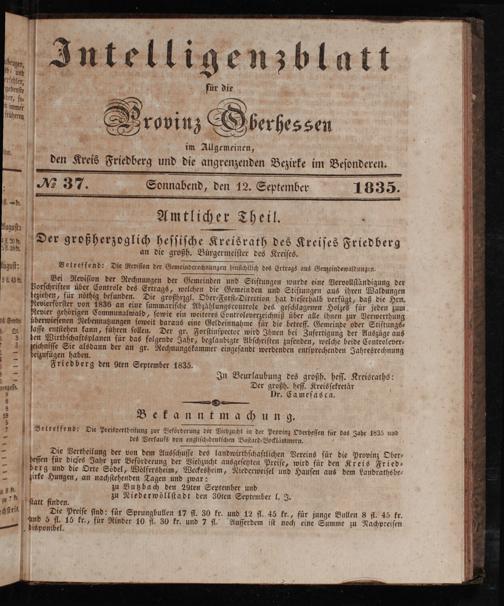 Intelligenzblatt
für die
Provinz Oberhessen
im Allgemeinen,
den Kreis Friedberg und die angrenzenden Bezirke im Besonderen.
№ 37. Sonnabend, den 12. September 1835.
Amtlicher Theil.
Der großherzoglich hessische Kreisrath des Kreises Friedberg
an die großh. Bürgermeister des Kreises.
Betreffend: Die Revision der Gemeinderechnungen hinsichtlich des Ertrags aus Gemeindewaldungen.
Bei Revision der Rechnungen der Gemeinden und Stiftungen wurde eine Vervollständigung der
Vorschriften über Controle des Ertrags, welchen die Gemeinden und Stiftungen aus ihren Waldungen
beziehen, für nöthig befunden. Die großhrzgl. Ober-Forst-Direction hat dieserhalb verfügt, daß die Hrn.
Revierförster von 1836 an eine summarische Abzählungscontrole des geschlagenen Holzes für jeden zum
Revier gehörigen Communalwald, sowie ein weiteres Controleverzeichniß über alle ihnen zur Verwerthung
überwiesenen Nebennutzungen soweit daraus eine Geldeinnahme für die betreff. Gemeinde oder Stiftungs-
kasse entstehen kann, führen sollen. Der gr. Forstinspector wird Ihnen bei Zufertigung der Auszüge aus
den Wirthschaftsplanen für das folgende Jahr, beglaubigte Abschriften zusenden, welche beide Controlever-
zeichnisse Sie alsdann der an gr. Rechnungskammer eingesandt werdenden entsprechenden Jahresrechnung
beizufügen haben.
Friedberg den 9ten September 1835.
In Beurlaubung des großh. hess. Kreisraths:
Der großh. hess. Kreissekretär
Dr. Camesasca.
Bekanntmachung.
Betreffend: Die Preisvertheilung zur Beförderung der Viehzucht in der Provinz Oberhessen für das Jahr 1835 und
des Verkaufs von englischdeutschen Bastard-Bocklämmern.
Die Vertheilung der von dem Ausschusse des landwirthschaftlichen Vereins für die Provinz Ober-
hessen für dieses Jahr zur Beförderung der Viehzucht ausgesetzten Preise, wird für den Kreis Fried-
berg und die Orte Södel, Wölfersheim, Weckesheim, Niederweisel und Hausen aus dem Landrathsbe-
zirke Hungen, an nachstehenden Tagen und zwar:
zu Butzbach den 29ten September und
zu Niederwöllstadt den 30ten September l. J.
statt finden.
Die Preise sind: für Sprungbullen 17 fl. 30 kr. und 12 fl. 45 kr., für junge Bullen 8 fl. 45 kr.
und 5 fl. 15 kr., für Rinder 10 fl. 30 kr. und 7 fl. Ausserdem ist noch eine Summe zu Nachpreisen
disponibel.